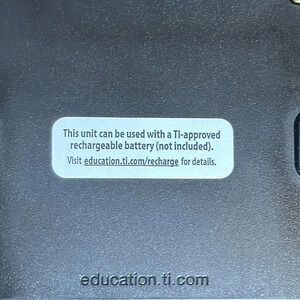 This unit can be used with a TI-approved
rechargeable battery (not included).
Visit education.ti.com/recharge for details.
education.ti.com